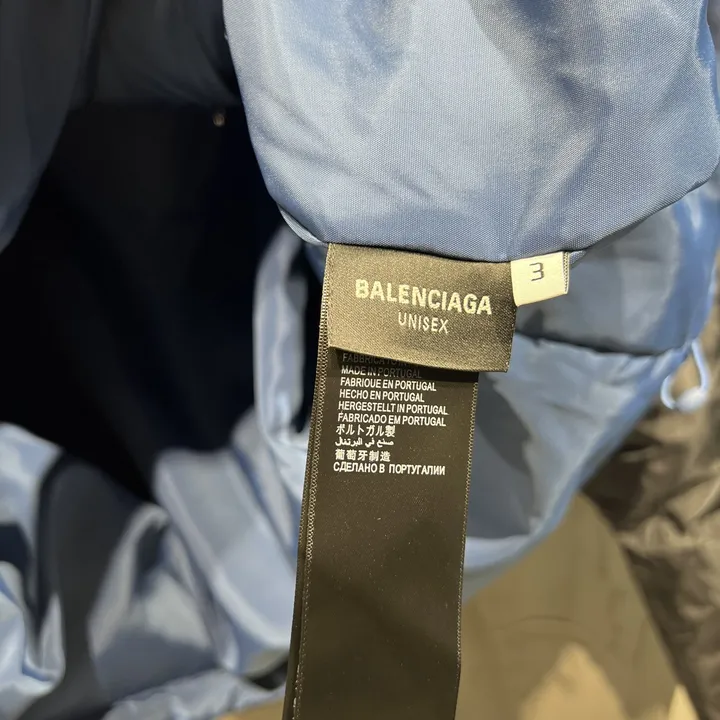 BALENCIAGA
UNISEX
3
MADE IN PORTUGAL
FABRIQUE EN PORTUGAL
HECHO EN PORTUGAL
HERGESTELLT IN PORTUGAL
FABRICADO EM PORTUGAL
ポルトガル製
صنع في البرتغال
葡萄牙制造
СДЕЛАНО В ПОРТУГАЛИИ